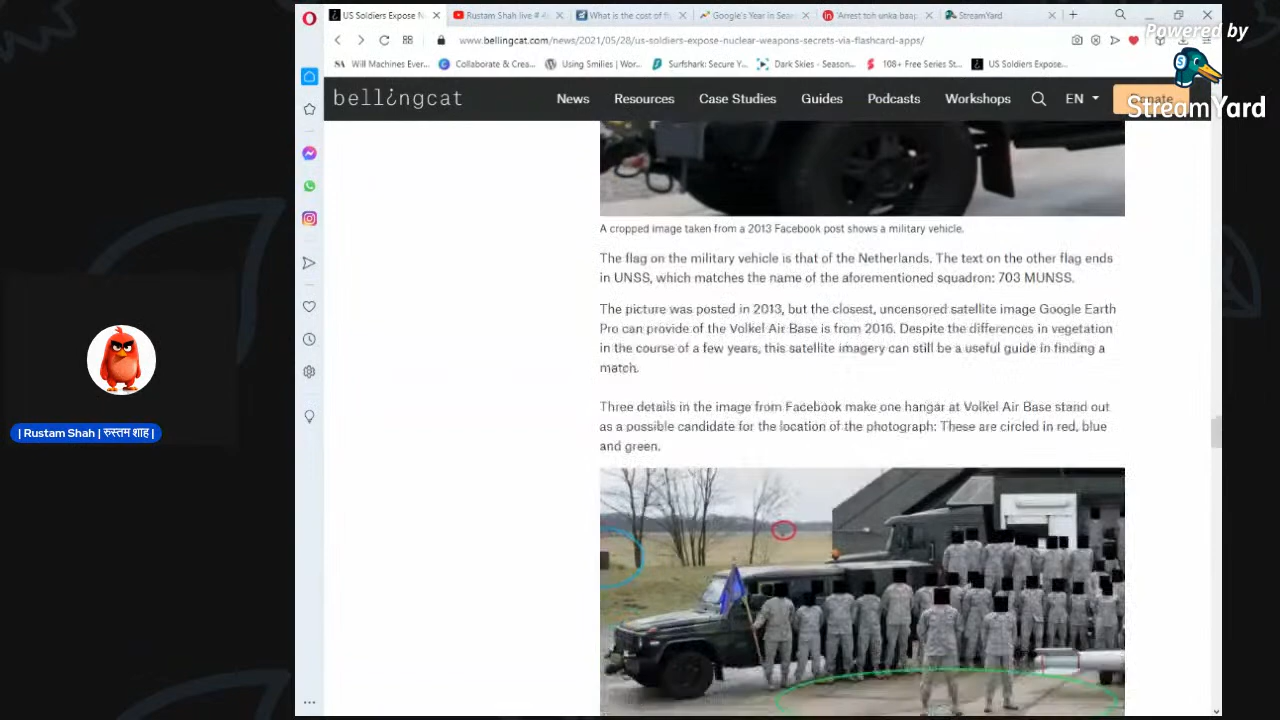 US Soldiers Expose N
Rustam Shah live # 4
What is the cost of
Google's Year in Sear
'Arrest toh unka baap
StreamYard
www.bellingcat.com/news/2021/05/28/us-soldiers-expose-nuclear-weapons-secrets-via-flashcard-apps/
Powered by
StreamYard
Will Machines Ever...
Collaborate & Crea...
Using Smilies | Wor...
Surfshark: Secure Y...
Dark Skies - Season...
108+ Free Series St...
US Soldiers Expose...
bell¿ngcat
News
Resources
Case Studies
Guides
Podcasts
Workshops
EN
Donate
A cropped image taken from a 2013 Facebook post shows a military vehicle.
The flag on the military vehicle is that of the Netherlands. The text on the other flag ends
in UNSS, which matches the name of the aforementioned squadron: 703 MUNSS.
The picture was posted in 2013, but the closest, uncensored satellite image Google Earth
Pro can provide of the Volkel Air Base is from 2016. Despite the differences in vegetation
in the course of a few years, this satellite imagery can still be a useful guide in finding a
match.
Three details in the image from Facebook make one hangar at Volkel Air Base stand out
as a possible candidate for the location of the photograph: These are circled in red, blue
and green.
| Rustam Shah | रुस्तम शाह |